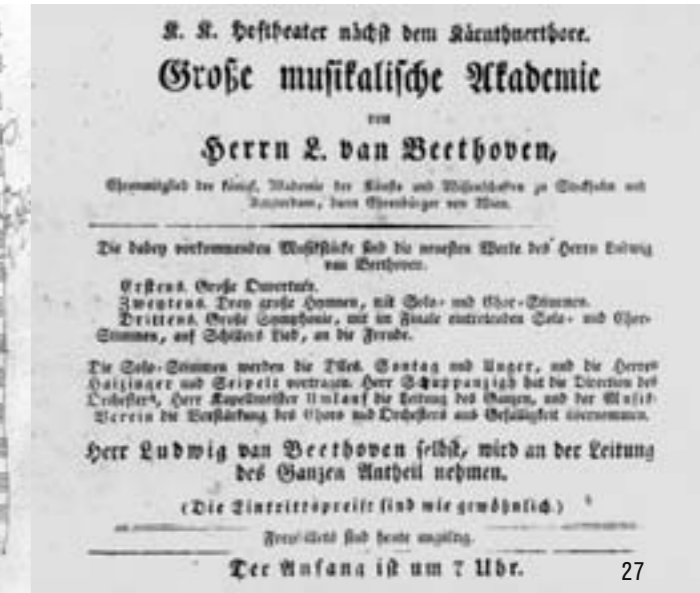 K. K. Hoftheater nächst dem Kärnthnerthore.
Große musikalische Akademie
von
Herrn L. van Beethoven,
Ehrenmitglied der königl. Akademie der Künste und Wissenschaften zu Stockholm und
Amsterdam, dann Ehrenbürger von Wien.
Die dabey vorkommenden Musikstücke sind die neuesten Werke des Herrn Ludwig
van Beethoven.
Erstens. Große Ouverture.
Zweytens. Drey große Hymnen, mit Solo- und Chor-Stimmen.
Drittens. Große Symphonie, mit im Finale eintretenden Solo- und Chor-
Stimmen, auf Schillers Lied, an die Freude.
Die Solo-Stimmen werden die Dlles. Sontag und Unger, und die Herren
Haizinger und Seipelt vortragen. Herr Schuppanzigh hat die Direction des
Orchesters, Herr Kapellmeister Umlauf die Leitung des Ganzen, und der Musik-
Verein die Verstärkung des Chors und Orchesters aus Gefälligkeit übernommen.
Herr Ludwig van Beethoven selbst, wird an der Leitung
des Ganzen Antheil nehmen.
(Die Eintrittspreise sind wie gewöhnlich.)
Freybillets sind heute ungiltig.
Der Anfang ist um 7 Uhr.
27